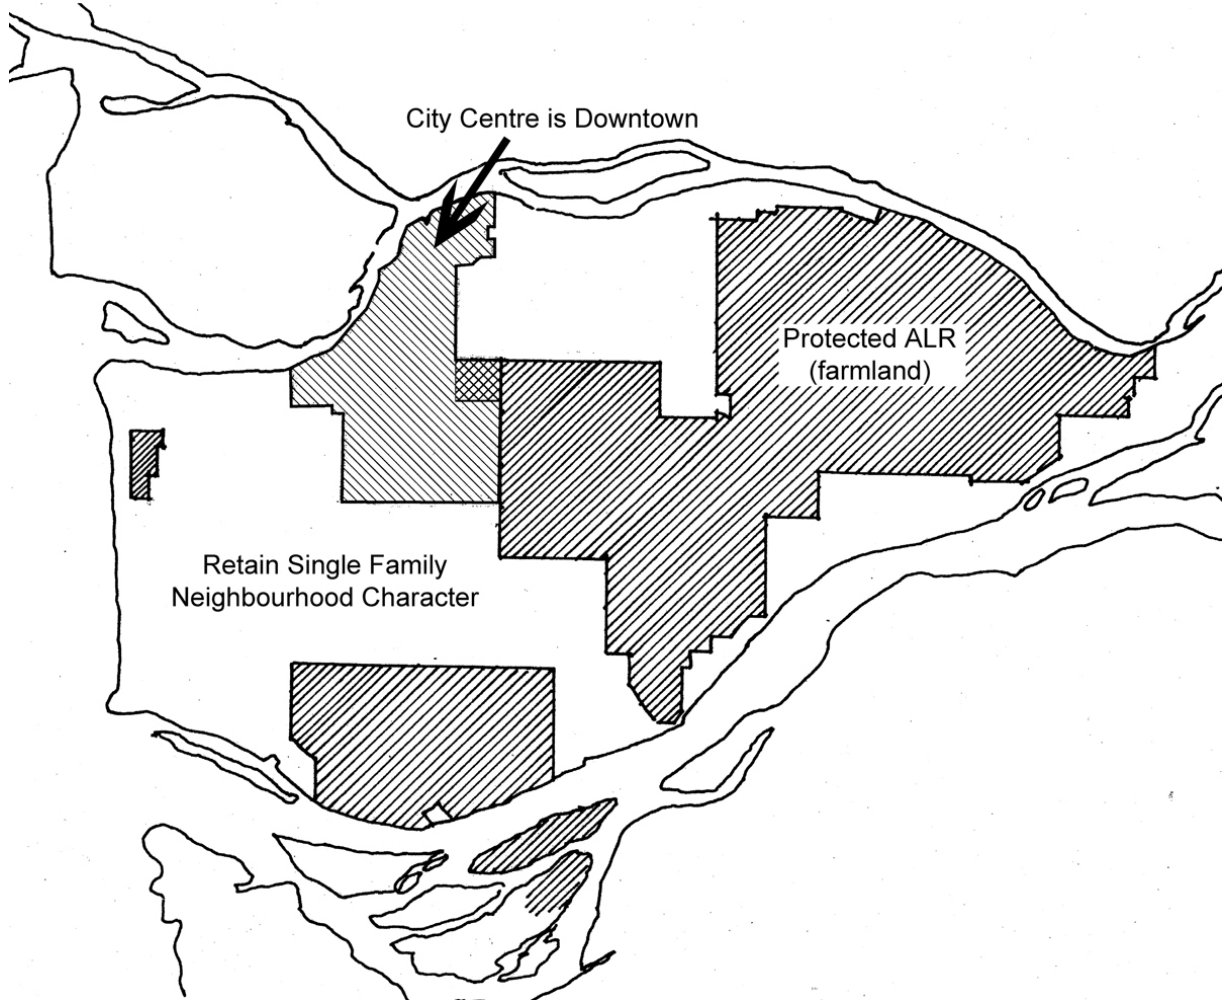 City Centre is Downtown
Protected ALR
(farmland)
Retain Single Family
Neighbourhood Character